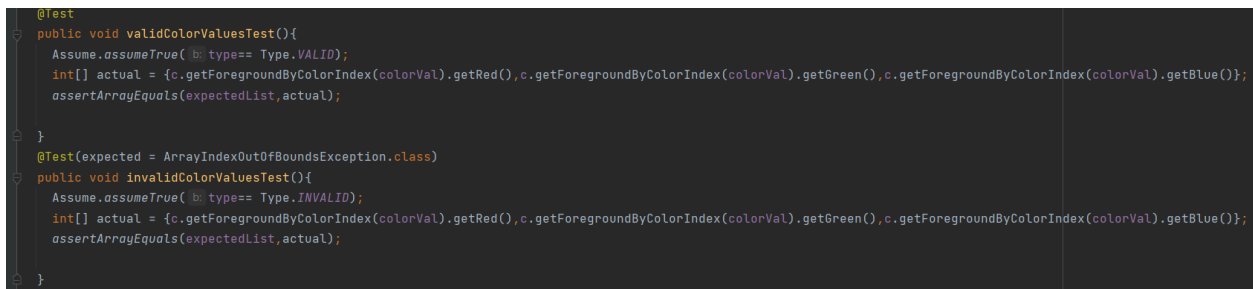 @Test
public void validColorValuesTest(){
Assume.assumeTrue( b: type== Type.VALID);
int[] actual = {c.getForegroundByColorIndex(colorVal).getRed(),c.getForegroundByColorIndex(colorVal).getGreen(),c.getForegroundByColorIndex(colorVal).getBlue()};
assertArrayEquals(expectedList,actual);
}
@Test(expected = ArrayIndexOutOfBoundsException.class)
public void invalidColorValuesTest(){
Assume.assumeTrue( b: type== Type.INVALID);
int[] actual = {c.getForegroundByColorIndex(colorVal).getRed(),c.getForegroundByColorIndex(colorVal).getGreen(),c.getForegroundByColorIndex(colorVal).getBlue()};
assertArrayEquals(expectedList,actual);
}